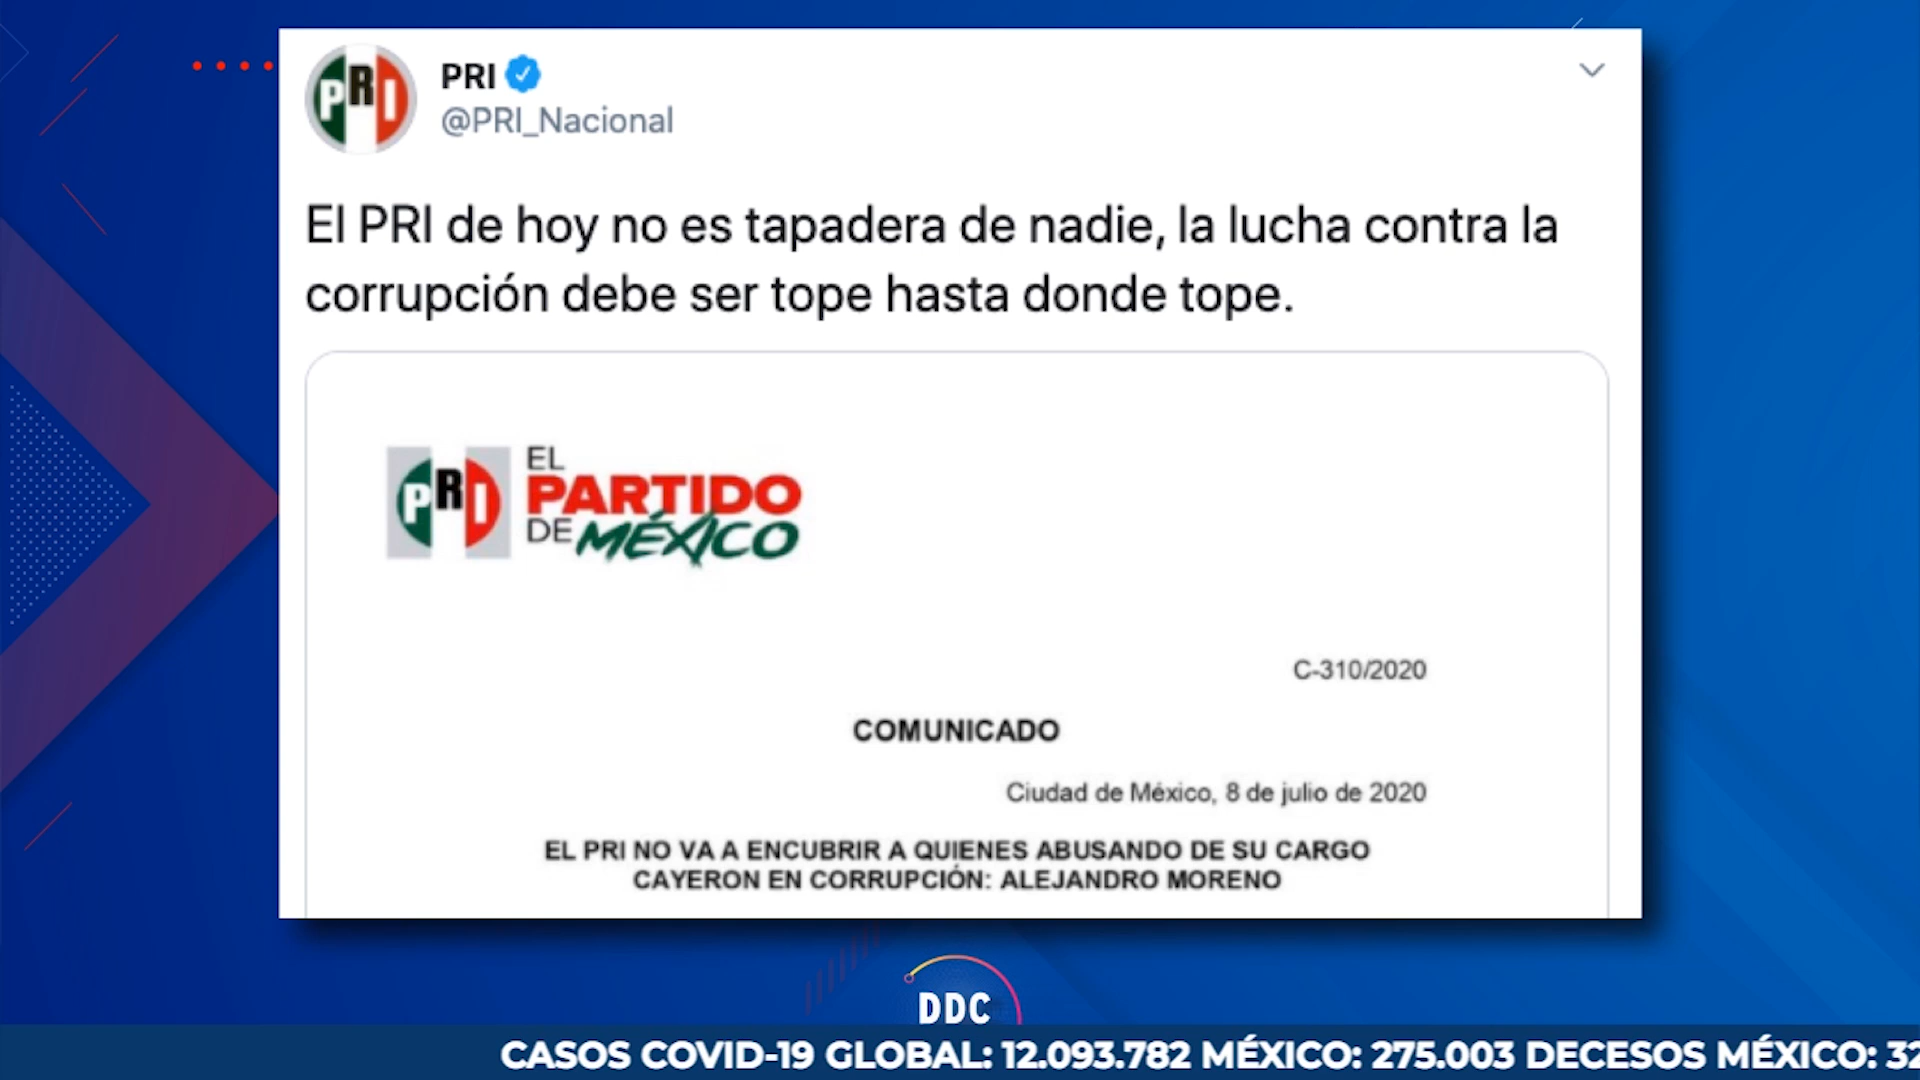 PRI
PRI
@PRI_Nacional
El PRI de hoy no es tapadera de nadie, la lucha contra la
corrupción debe ser tope hasta donde tope.
PRI
EL
PARTIDO
DE MÉXICO
C-310/2020
COMUNICADO
Ciudad de México, 8 de julio de 2020
EL PRI NO VA A ENCUBRIR A QUIENES ABUSANDO DE SU CARGO
CAYERON EN CORRUPCIÓN: ALEJANDRO MORENO
DDC
CASOS COVID-19 GLOBAL: 12.093.782 MÉXICO: 275.003 DECESOS MÉXICO: 32